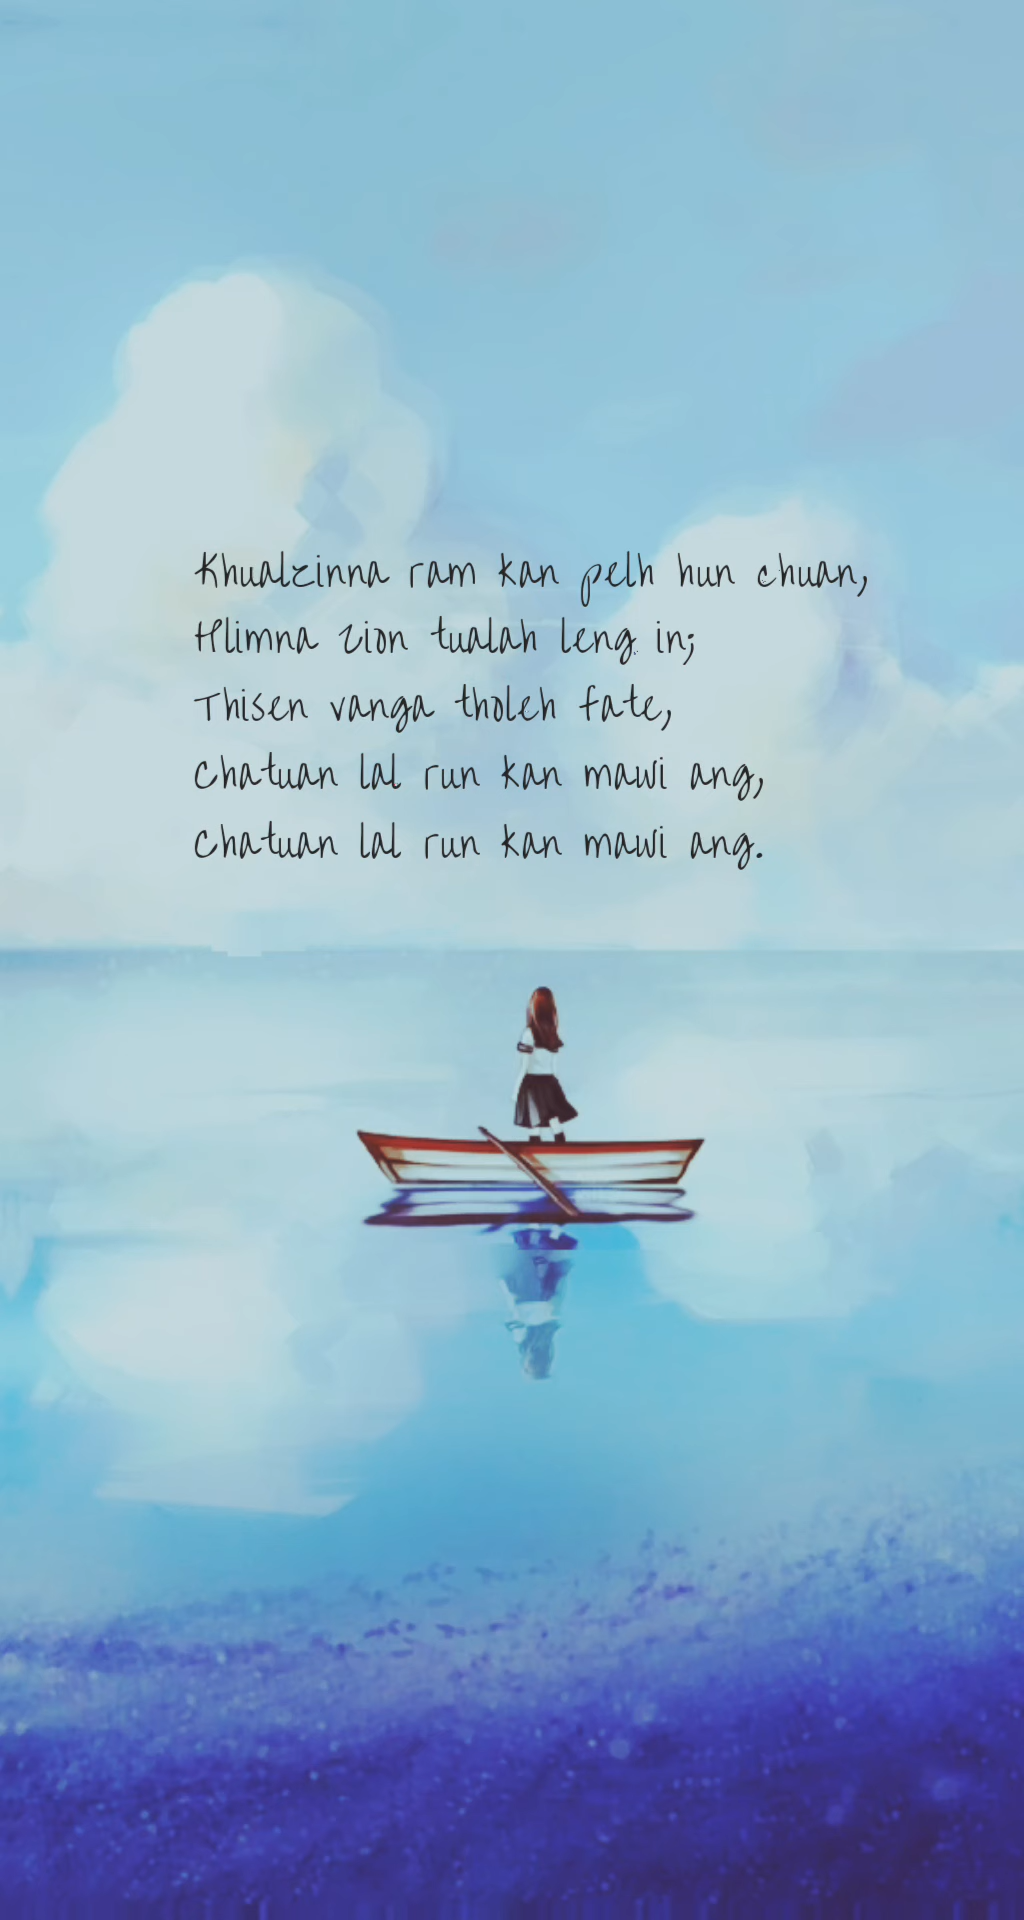 Khualzinna ram kan pelh hun chuan,
Hlimna Zion tualah leng in;
Thisen vanga tholeh fate,
Chatuan lal run kan mawi ang,
Chatuan lal run kan mawi ang.